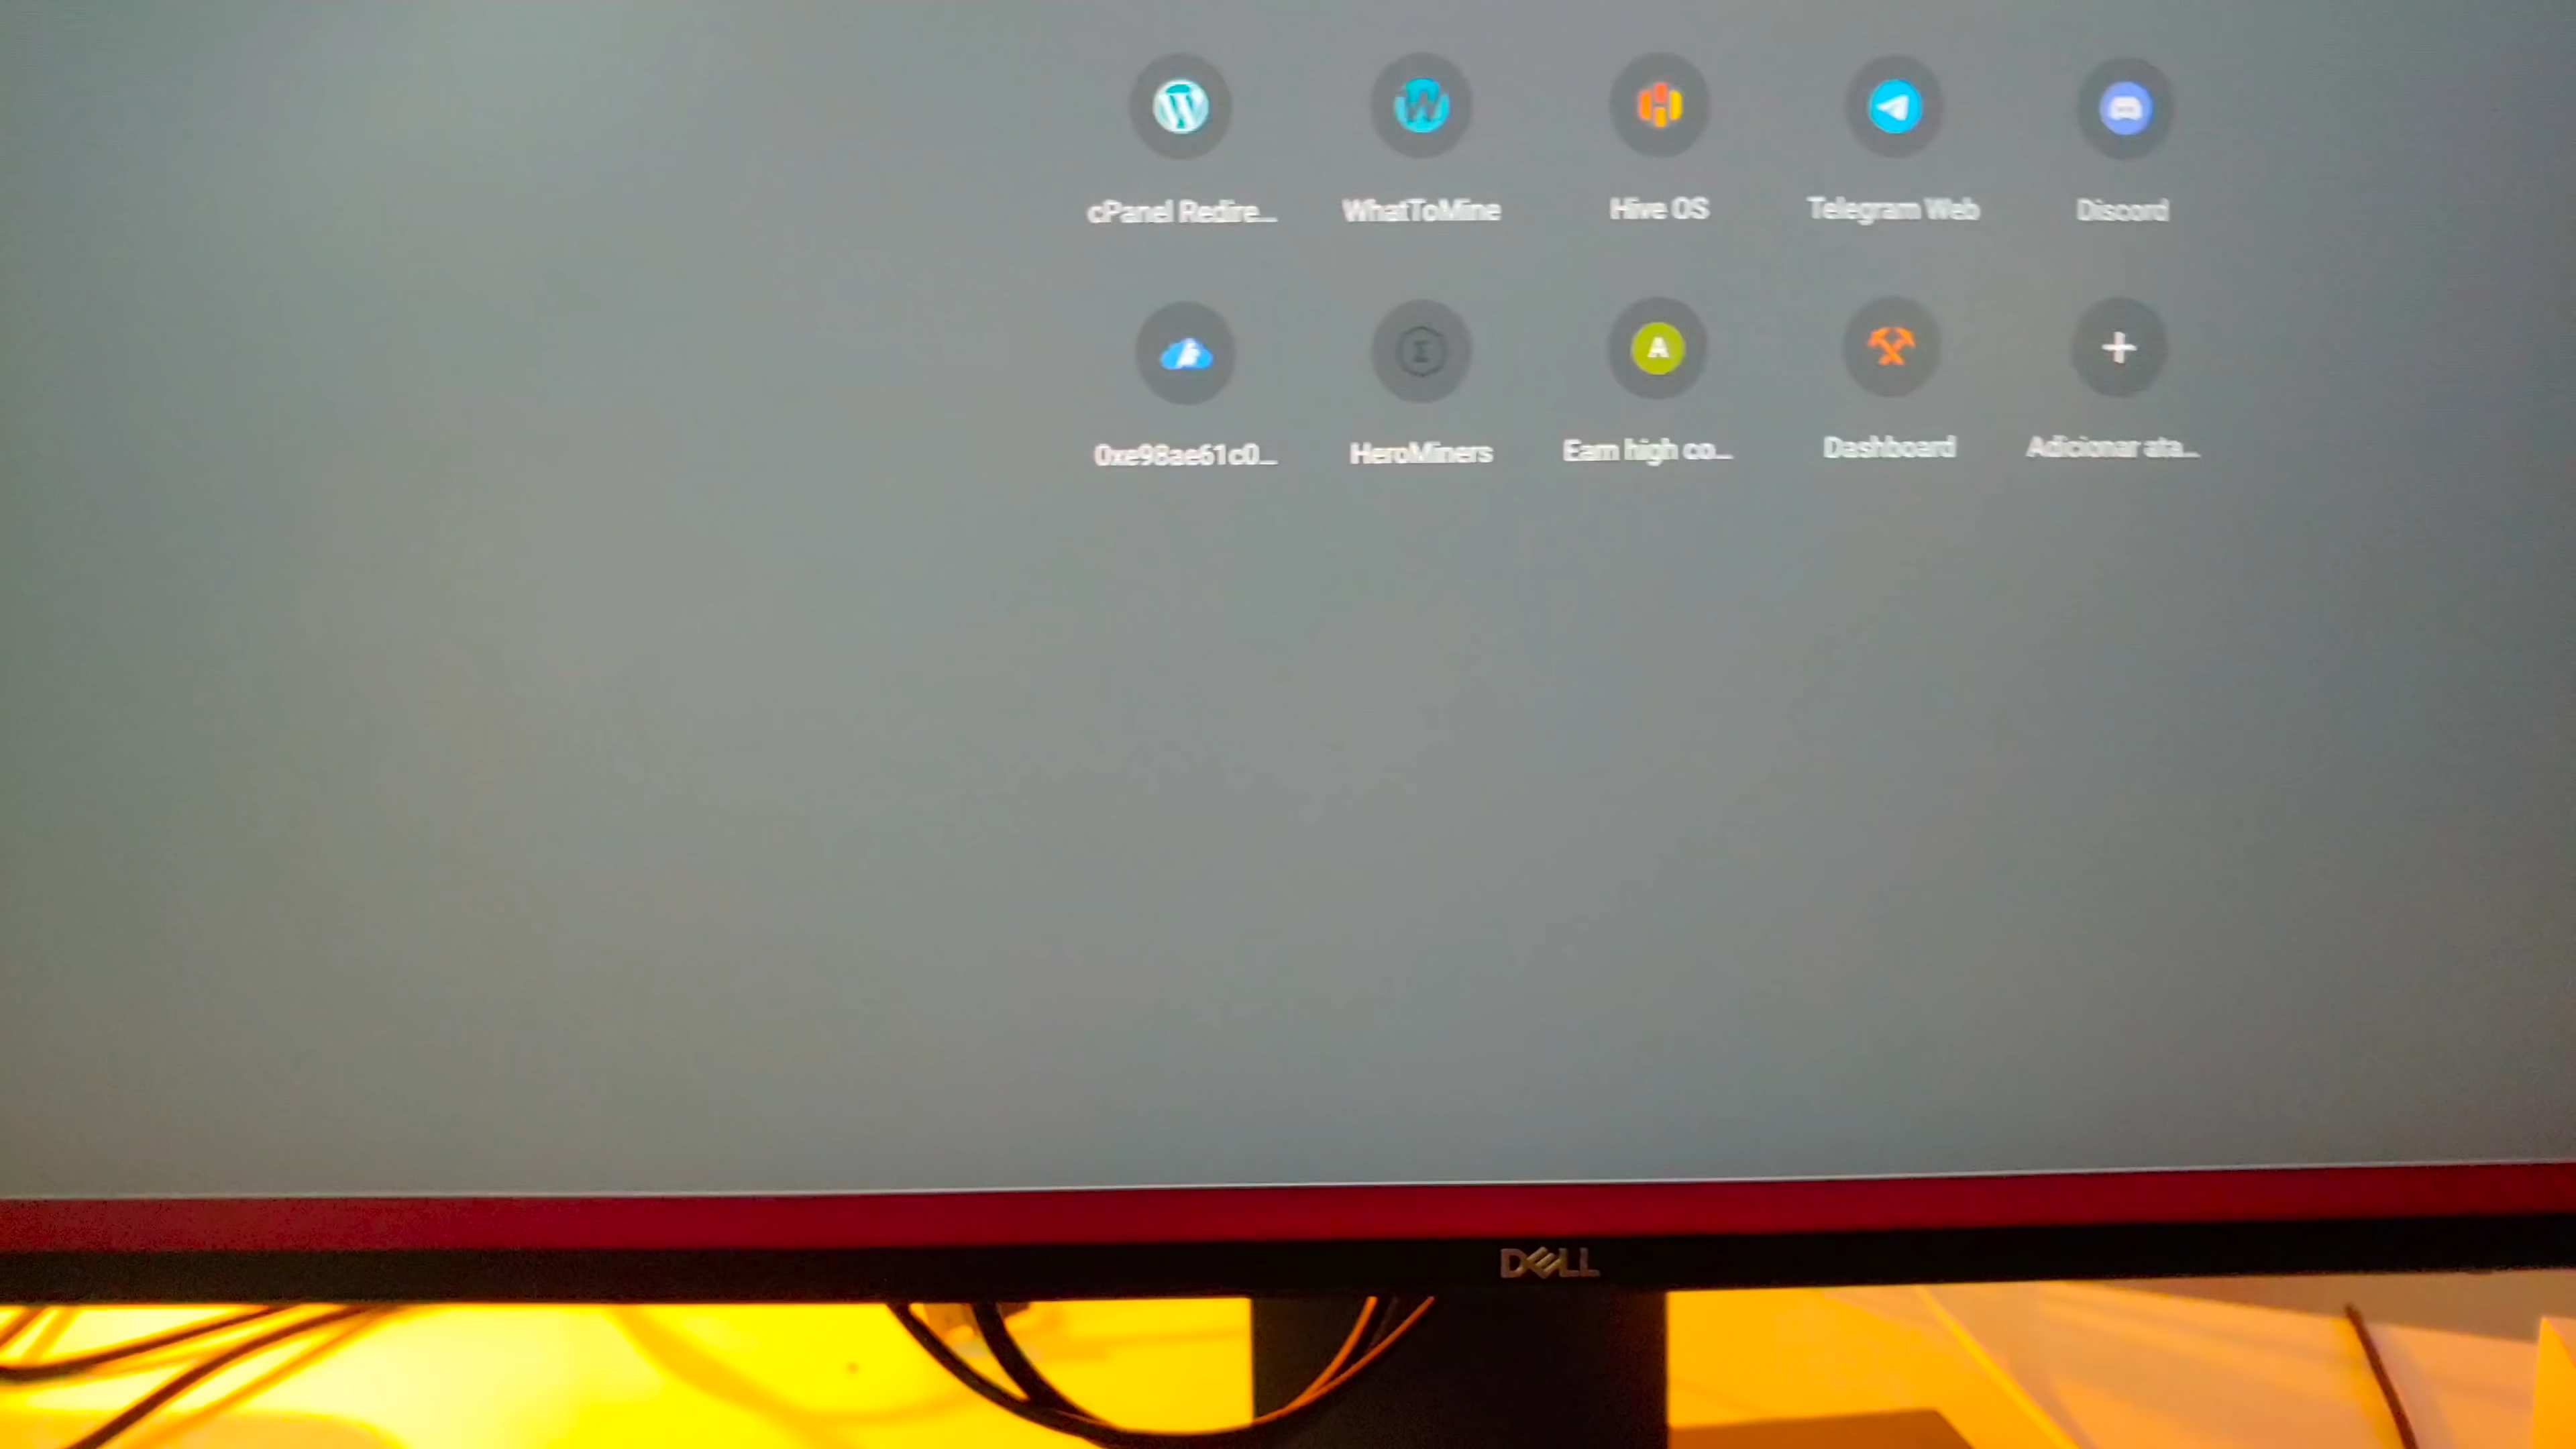 cPanel Redire... WhatToMine Hive OS Telegram Web Discord
0xe98ae61c0... HeroMiners Earn high co... Dashboard Adicionar ata...
DELL